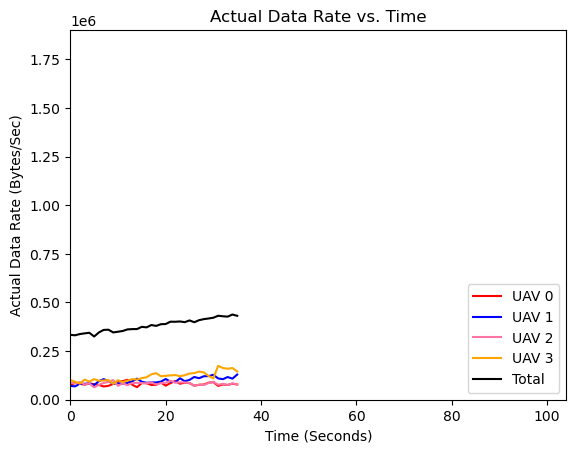 Actual Data Rate vs. Time
1e6
Actual Data Rate (Bytes/Sec)
1.75
1.50
1.25
1.00
0.75
0.50
0.25
0.00
0 20 40 60 80 100
Time (Seconds)
UAV 0
UAV 1
UAV 2
UAV 3
Total